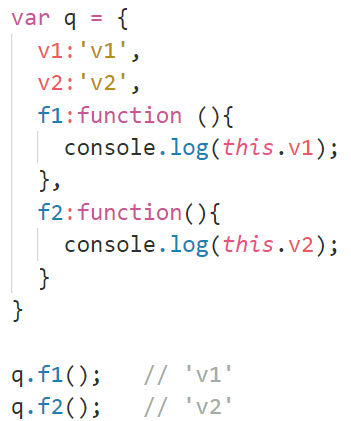 var q = {
  v1:'v1',
  v2:'v2',
  f1:function (){
    console.log(this.v1);
  },
  f2:function(){
    console.log(this.v2);
  }
}

q.f1();   // 'v1'
q.f2();   // 'v2'